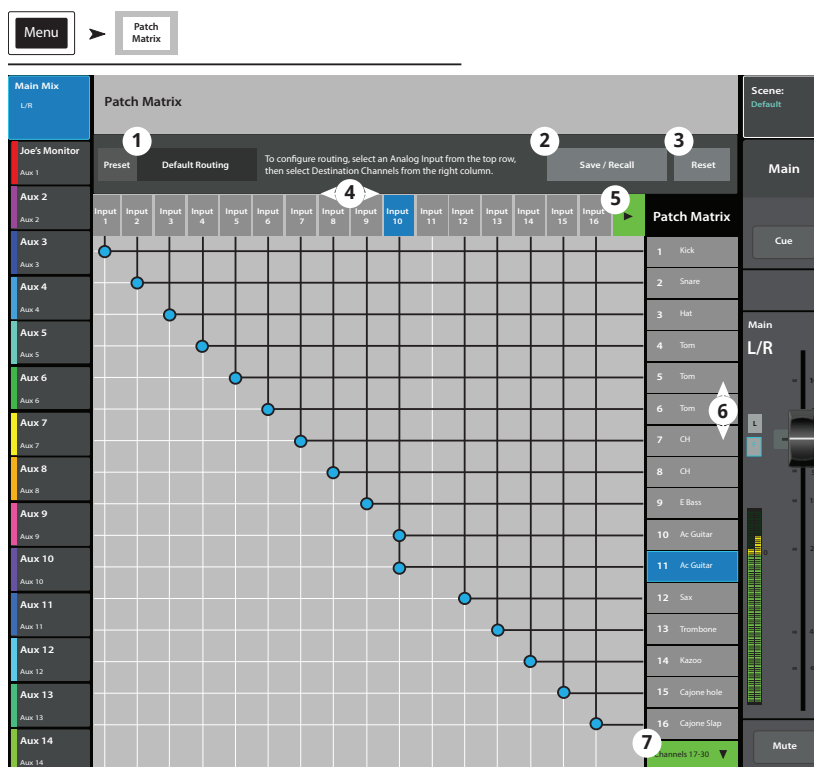 Menu
Patch
Matrix
Main Mix
L/R
Patch Matrix
Scene:
Default
1
2
3
Preset
Default Routing
To configure routing, select an Analog Input from the top row,
then select Destination Channels from the right column.
Save / Recall
Reset
Main
4
5
Input 1
Input 2
Input 3
Input 4
Input 5
Input 6
Input 7
Input 8
Input 9
Input 10
Input 11
Input 12
Input 13
Input 14
Input 15
Input 16
Patch Matrix
Joe's Monitor
Aux 1
Aux 2
Aux 2
Aux 3
Aux 3
Aux 4
Aux 4
Aux 5
Aux 5
Aux 6
Aux 6
Aux 7
Aux 7
Aux 8
Aux 8
Aux 9
Aux 9
Aux 10
Aux 10
Aux 11
Aux 11
Aux 12
Aux 12
Aux 13
Aux 13
Aux 14
Aux 14
1 Kick
2 Snare
3 Hat
4 Tom
5 Tom
6 Tom
6
7 CH
8 CH
9 E Bass
10 Ac Guitar
11 Ac Guitar
12 Sax
13 Trombone
14 Kazoo
15 Cajone hole
16 Cajone Slap
7
Channels 17-30
Cue
Main
L/R
L
0
Mute